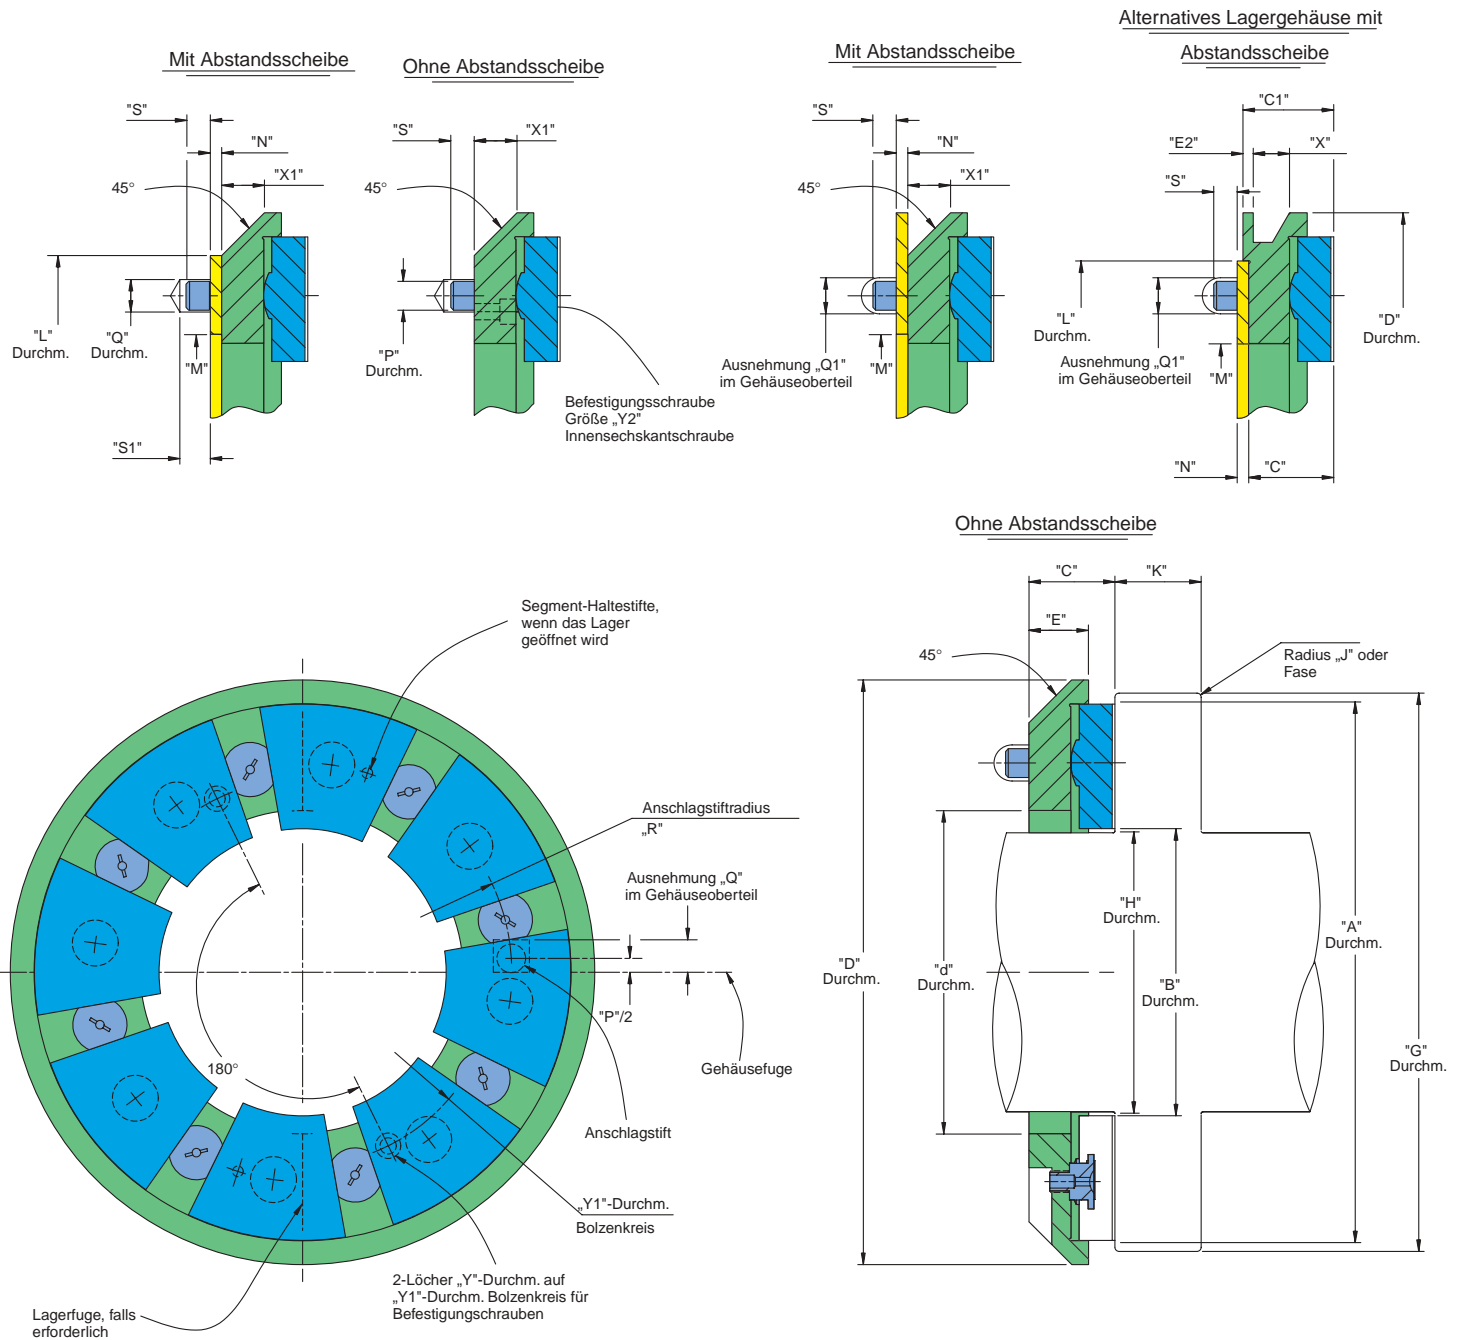 Alternatives Lagergehäuse mit
Abstandsscheibe
Mit Abstandsscheibe
Ohne Abstandsscheibe
Mit Abstandsscheibe
"S"
"N"
"X1"
45°
"L"
Durchm.
"Q"
Durchm.
"M"
"S1"
"S"
"X1"
45°
"P"
Durchm.
Befestigungsschraube
Größe „Y2"
Innensechskantschraube
"S"
"N"
"X1"
45°
Ausnehmung „Q1"
im Gehäuseoberteil
"M"
"C1"
"E2"
"X"
"S"
"L"
Durchm.
"D"
Durchm.
Ausnehmung „Q1"
im Gehäuseoberteil
"M"
"N"
"C"
Ohne Abstandsscheibe
"C"
"K"
"E"
45°
Radius „J" oder
Fase
"H"
Durchm.
"A"
Durchm.
"D"
Durchm.
"d"
Durchm.
"B"
Durchm.
"G"
Durchm.
Segment-Haltestifte,
wenn das Lager
geöffnet wird
Anschlagstiftradius
„R"
Ausnehmung „Q"
im Gehäuseoberteil
"P"/2
180°
Gehäusefuge
Anschlagstift
„Y1"-Durchm.
Bolzenkreis
2-Löcher „Y"-Durchm. auf
„Y1"-Durchm. Bolzenkreis für
Befestigungschrauben
Lagerfuge, falls
erforderlich